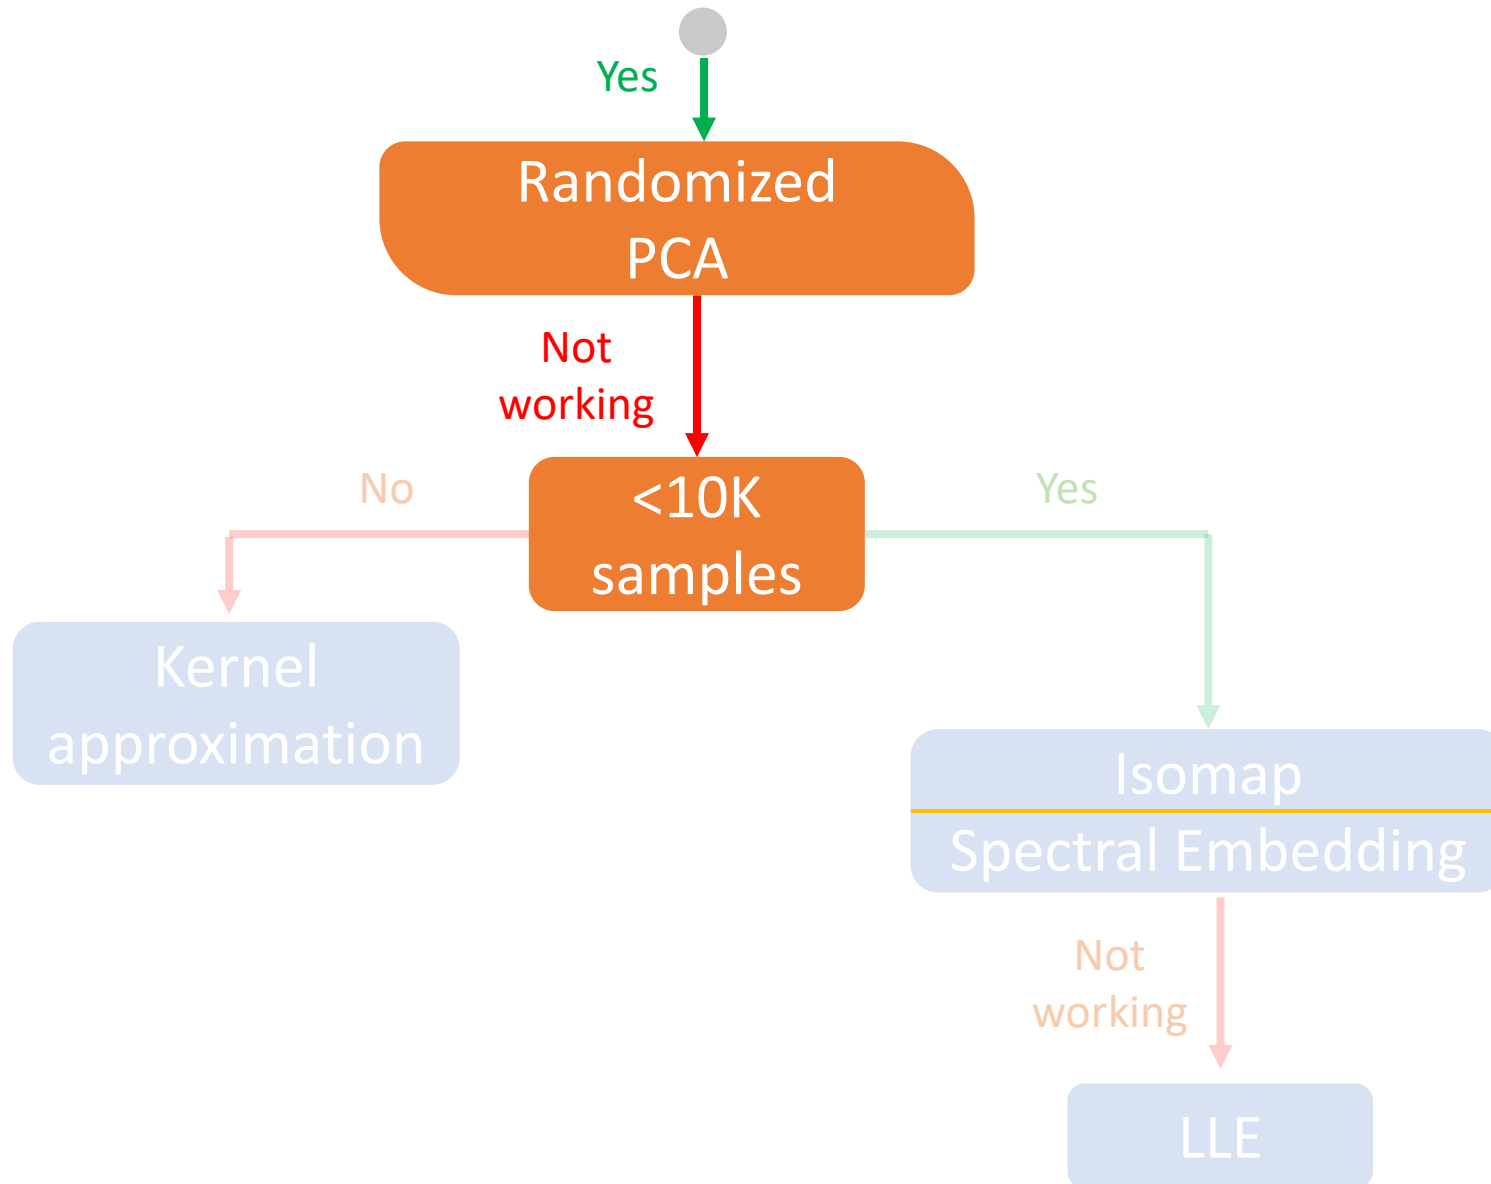 Yes
Randomized
PCA
Not
working
No
<10K
samples
Yes
Kernel
approximation
Isomap
Spectral Embedding
Not
working
LLE